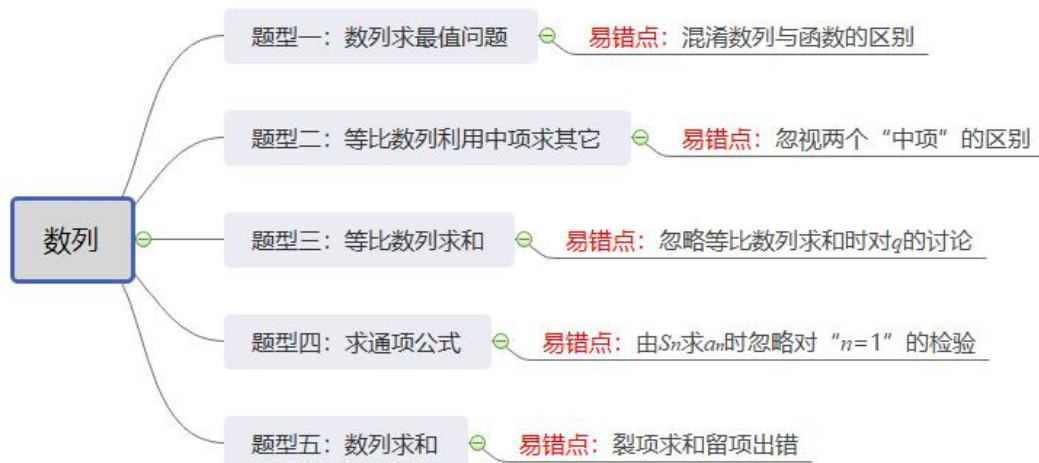 数列
题型一：数列求最值问题
易错点：混淆数列与函数的区别
题型二：等比数列利用中项求其它
易错点：忽视两个“中项”的区别
题型三：等比数列求和
易错点：忽略等比数列求和时对q的讨论
题型四：求通项公式
易错点：由Sn求an时忽略对“n=1”的检验
题型五：数列求和
易错点：裂项求和留项出错